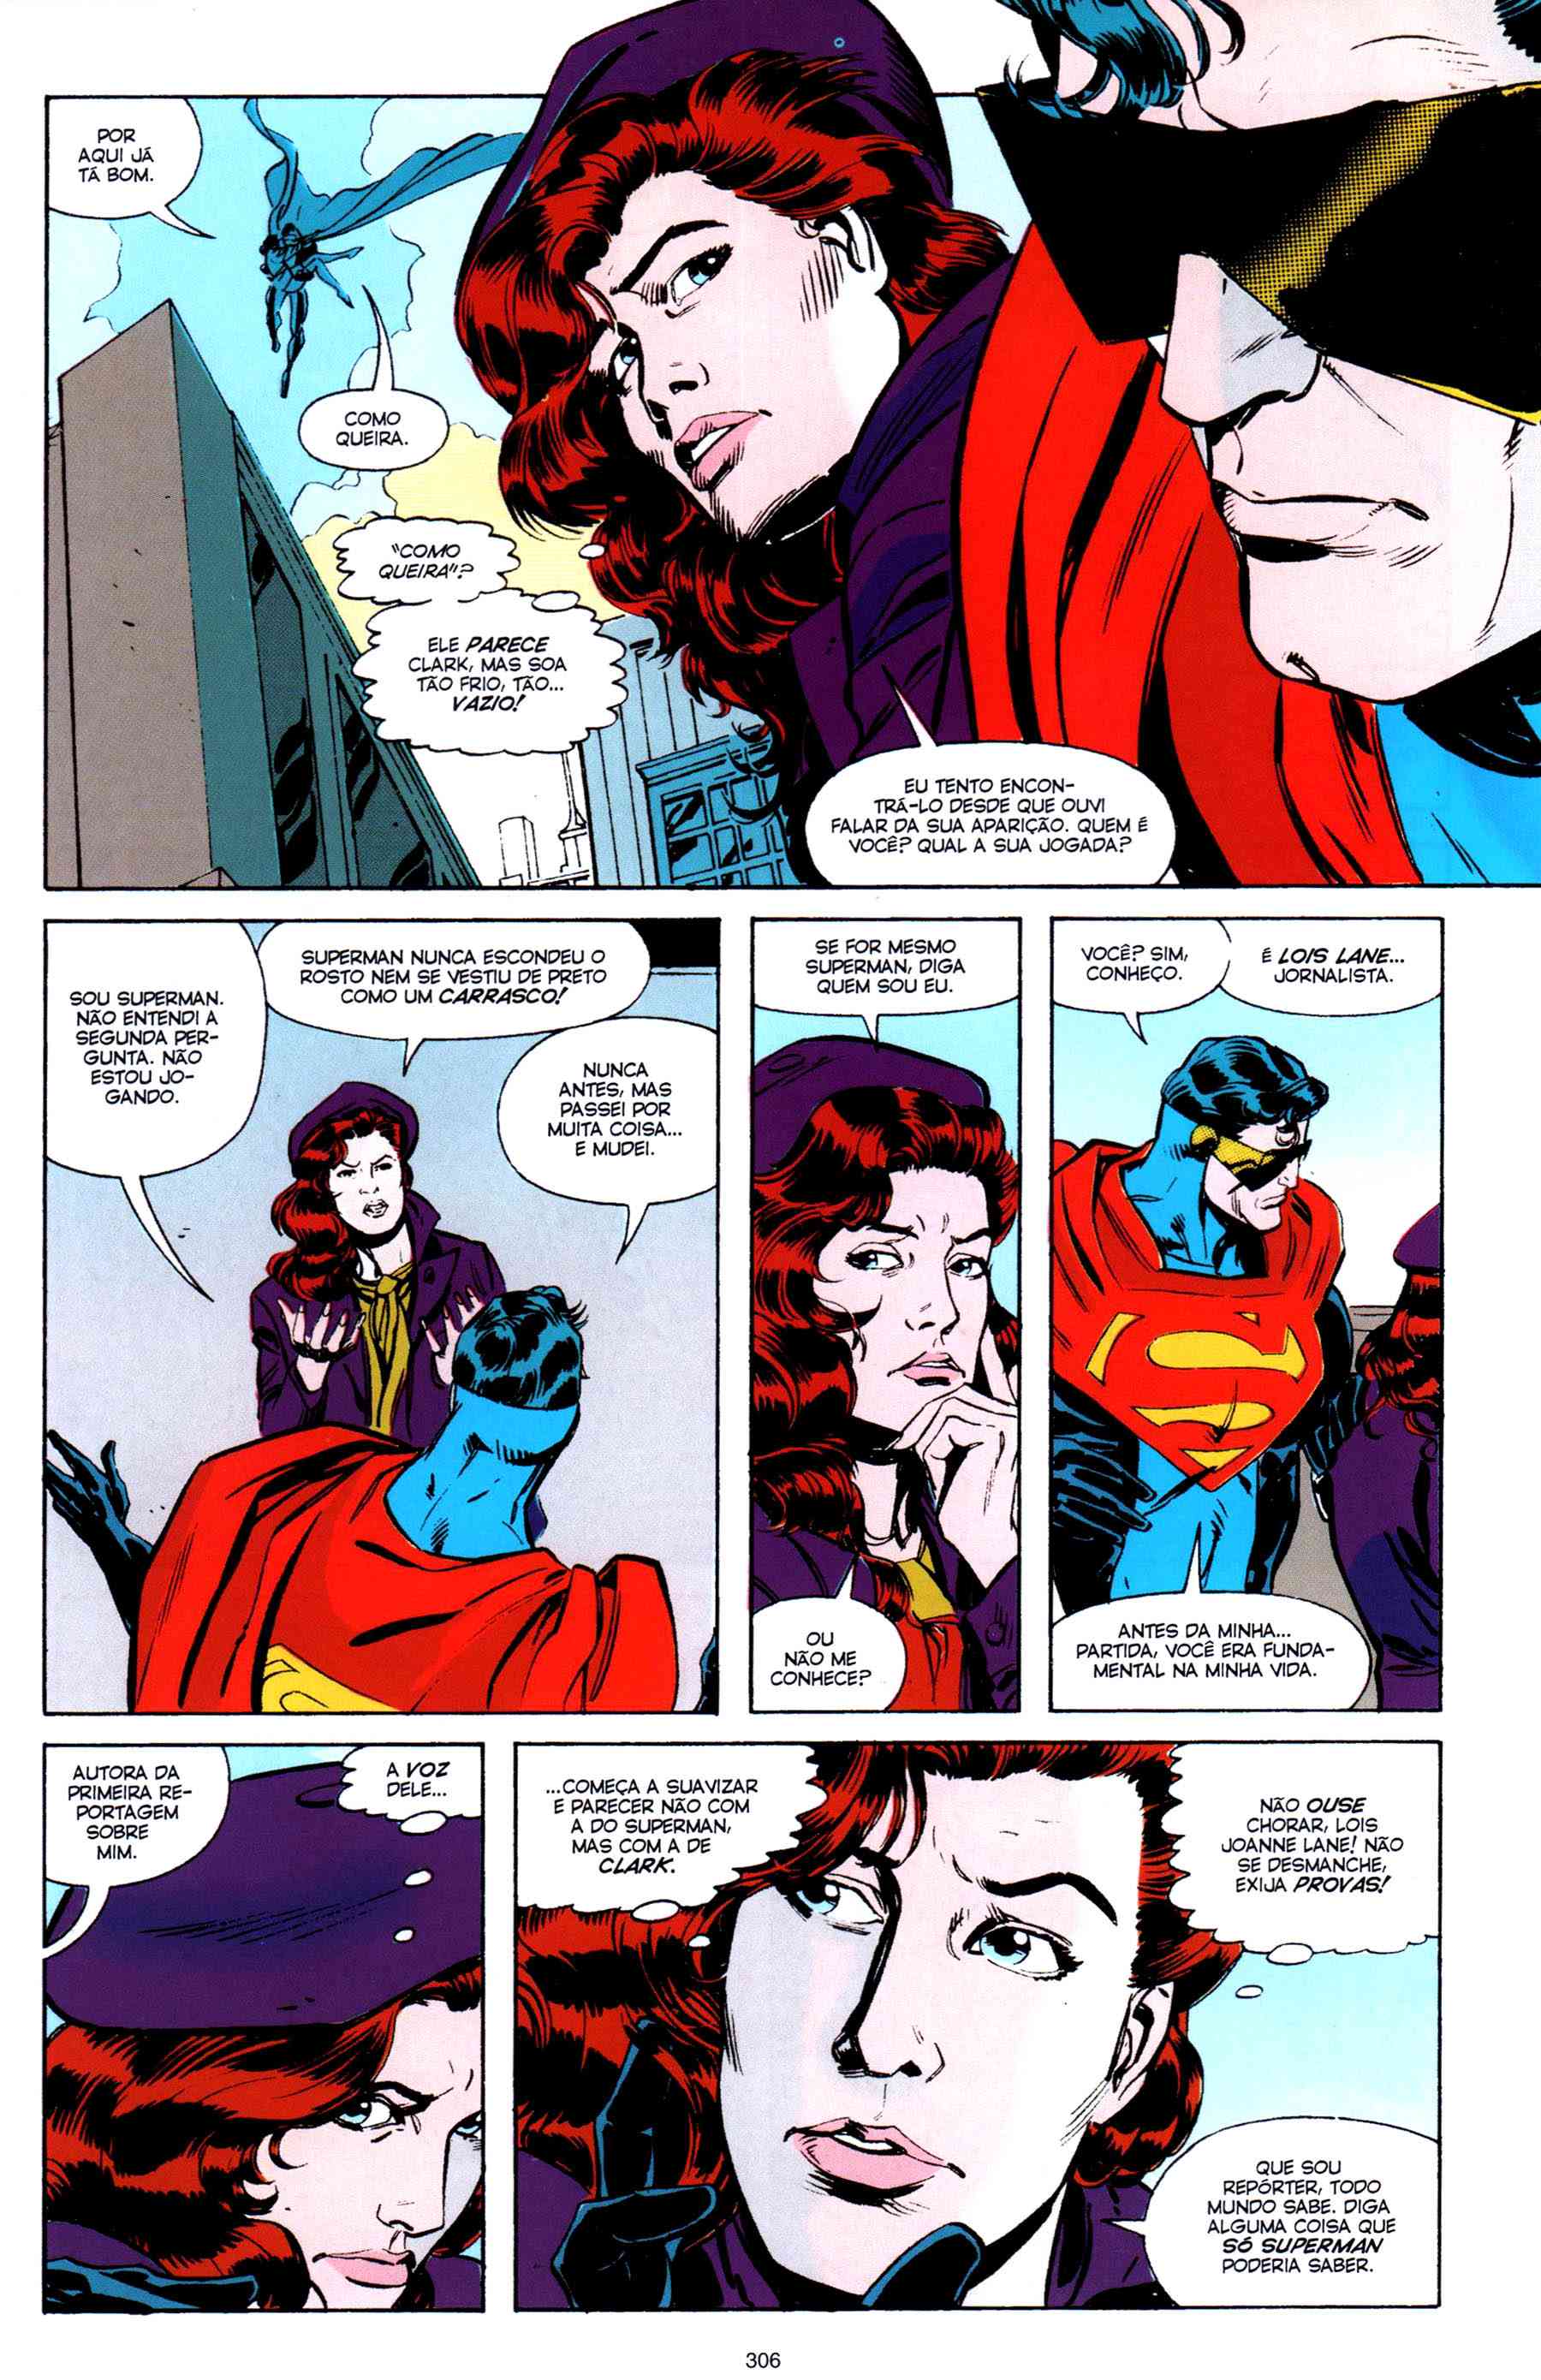 POR
AQUI JÁ
TÁ BOM.
COMO
QUEIRA.
"COMO
QUEIRA"?
ELE PARECE
CLARK, MAS SOA
TÃO FRIO, TÃO...
VAZIO!
EU TENTO ENCON-
TRÁ-LO DESDE QUE OUVI
FALAR DA SUA APARIÇÃO. QUEM É
VOCÊ? QUAL A SUA JOGADA?
SOU SUPERMAN.
NÃO ENTENDI A
SEGUNDA PER-
GUNTA. NÃO
ESTOU JO-
GANDO.
SUPERMAN NUNCA ESCONDEU O
ROSTO NEM SE VESTIU DE PRETO
COMO UM CARRASCO!
NUNCA
ANTES, MAS
PASSEI POR
MUITA COISA...
E MUDEI.
SE FOR MESMO
SUPERMAN, DIGA
QUEM SOU EU.
OU
NÃO ME
CONHECE?
VOCÊ? SIM,
CONHEÇO.
É LOIS LANE...
JORNALISTA.
ANTES DA MINHA...
PARTIDA, VOCÊ ERA FUNDA-
MENTAL NA MINHA VIDA.
AUTORA DA
PRIMEIRA RE-
PORTAGEM
SOBRE
MIM.
A VOZ
DELE...
...COMEÇA A SUAVIZAR
E PARECER NÃO COM
A DO SUPERMAN,
MAS COM A DE
CLARK.
NÃO OUSE
CHORAR, LOIS
JOANNE LANE! NÃO
SE DESMANCHE,
EXIJA PROVAS!
QUE SOU
REPÓRTER, TODO
MUNDO SABE. DIGA
ALGUMA COISA QUE
SÓ SUPERMAN
PODERIA SABER.
306